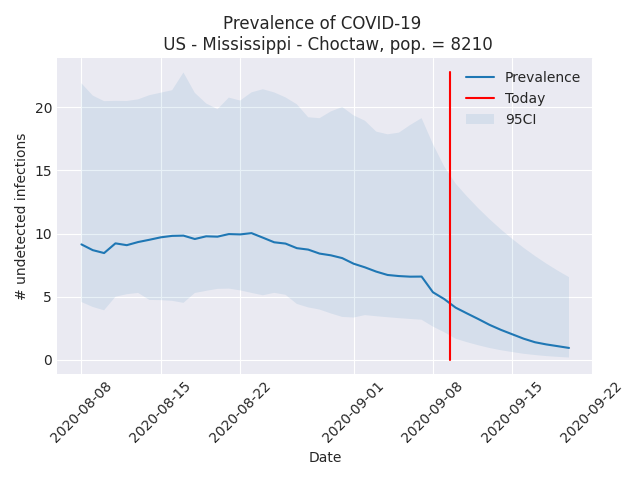 Prevalence of COVID-19
US - Mississippi - Choctaw, pop. = 8210
Prevalence
Today
95CI
# undetected infections
20
15
10
5
0
2020-08-08
2020-08-15
2020-08-22
2020-09-01
2020-09-08
2020-09-15
2020-09-22
Date